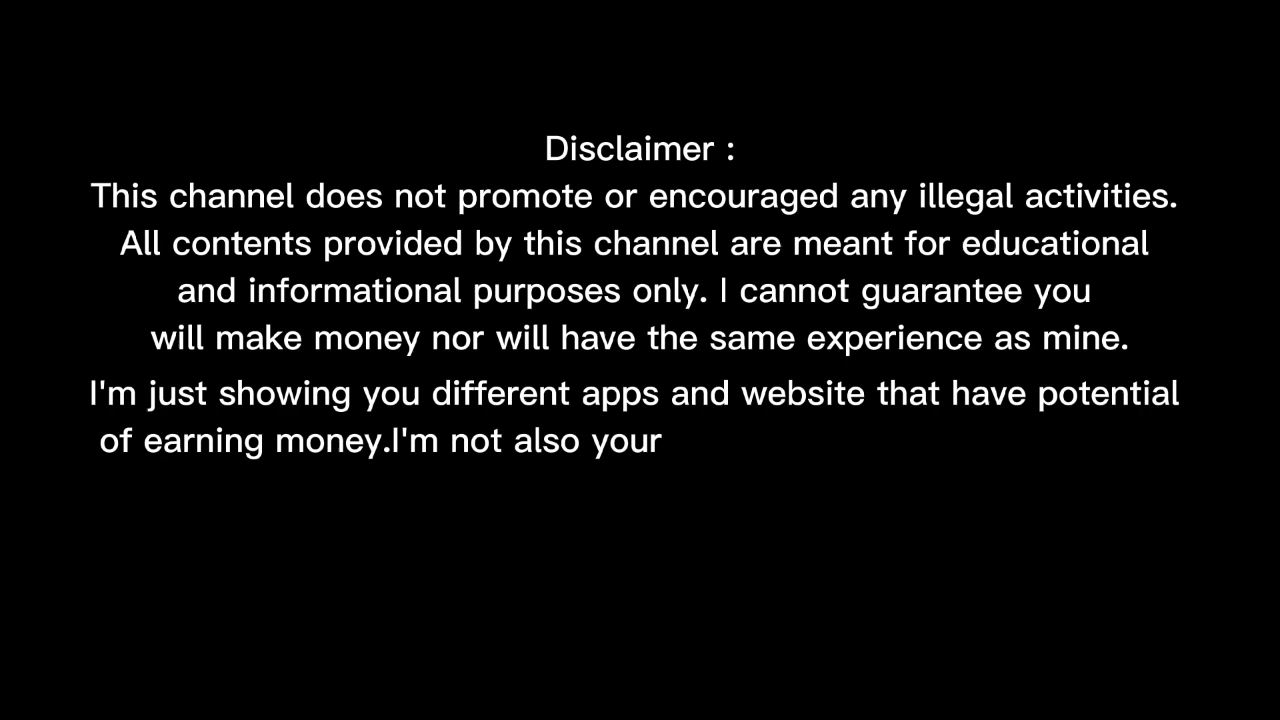 Disclaimer :
This channel does not promote or encouraged any illegal activities.
All contents provided by this channel are meant for educational
and informational purposes only. I cannot guarantee you
will make money nor will have the same experience as mine.
I'm just showing you different apps and website that have potential
of earning money.I'm not also your